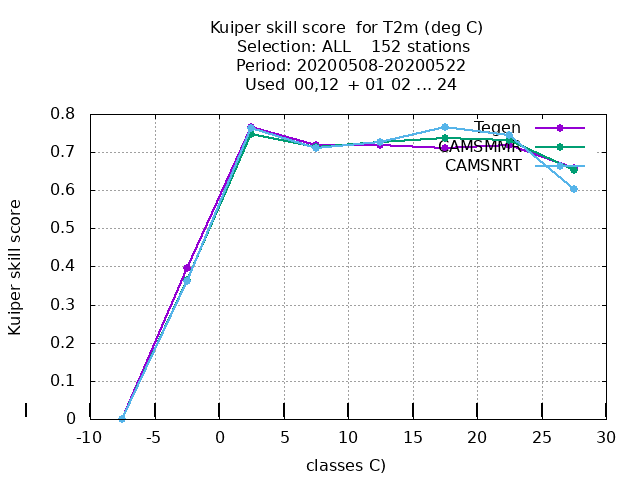 Kuiper skill score for T2m (deg C)
Selection: ALL 152 stations
Period: 20200508-20200522
Used 00,12 + 01 02 ... 24
Tegen
CAMSMMR
CAMSNRT
Kuiper skill score
0.8
0.7
0.6
0.5
0.4
0.3
0.2
0.1
0
-10 -5 0 5 10 15 20 25 30
classes C)